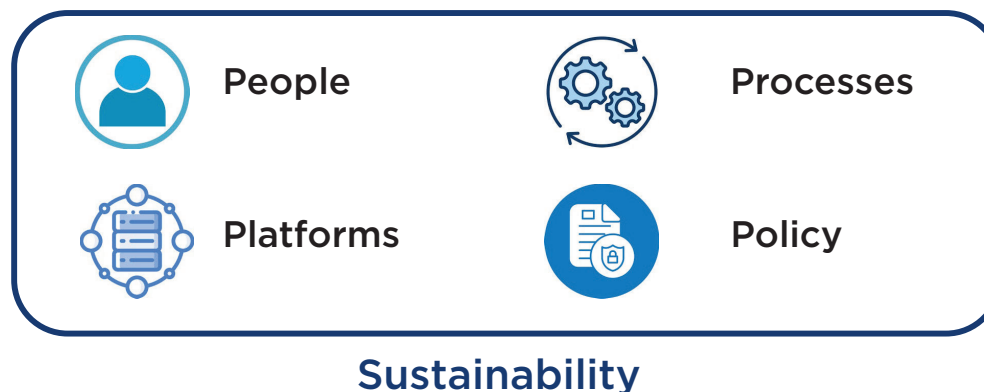 People
Processes
Platforms
Policy
Sustainability